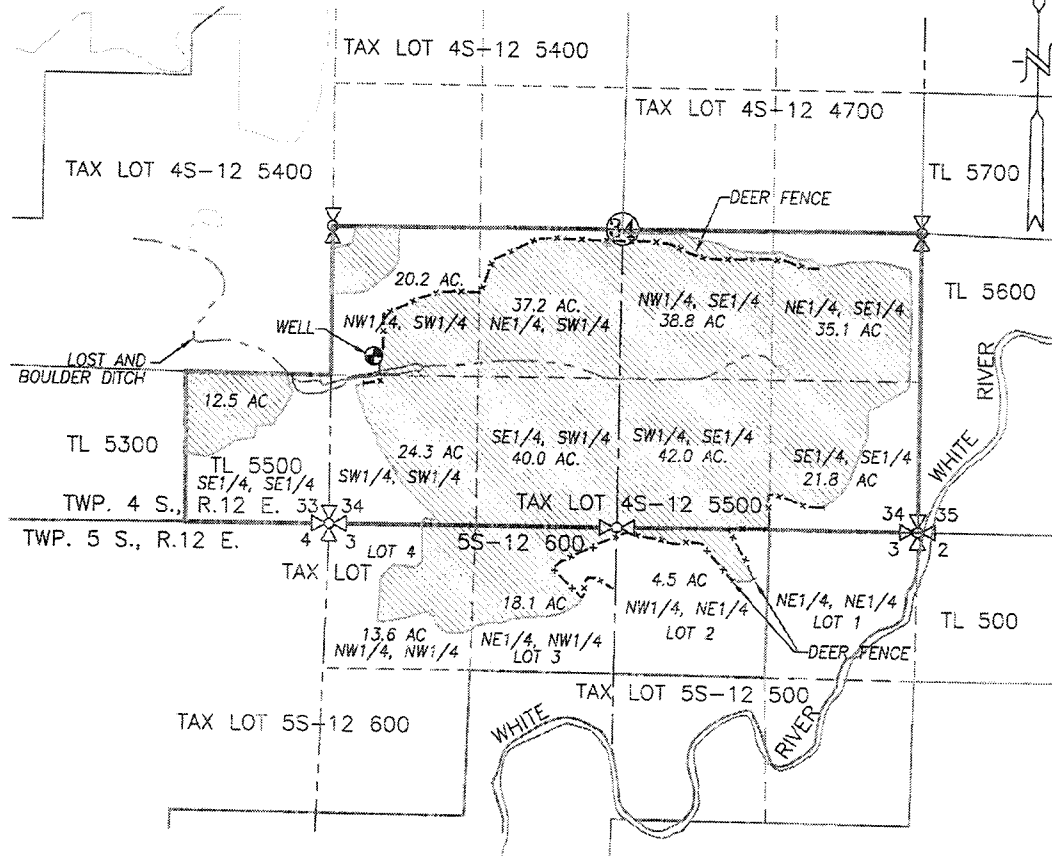 TAX LOT 4S-12 5400
TAX LOT 4S-12 4700
N
TAX LOT 4S-12 5400
TL 5700
DEER FENCE
34
20.2 AC.
37.2 AC.
NW1/4, SE1/4
38.8 AC
NE1/4, SE1/4
35.1 AC
TL 5600
NW1/4, SW1/4
NE1/4, SW1/4
WELL
LOST AND
BOULDER DITCH
RIVER
WHITE
12.5 AC
TL 5300
TL 5500
SE1/4, SE1/4
24.3 AC
SW1/4, SW1/4
SE1/4, SW1/4
40.0 AC.
SW1/4, SE1/4
42.0 AC.
SE1/4, SE1/4
21.8 AC
TWP. 4 S., R.12 E.
33 34
TAX LOT 4S-12 5500
34 35
TWP. 5 S., R.12 E.
4 3
5S-12 600
3 2
LOT 4
TAX LOT
4.5 AC
18.1 AC
NW1/4, NE1/4
LOT 2
NE1/4, NE1/4
LOT 1
TL 500
13.6 AC
NW1/4, NW1/4
NE1/4, NW1/4
LOT 3
DEER FENCE
TAX LOT 5S-12 500
TAX LOT 5S-12 600
WHITE
RIVER